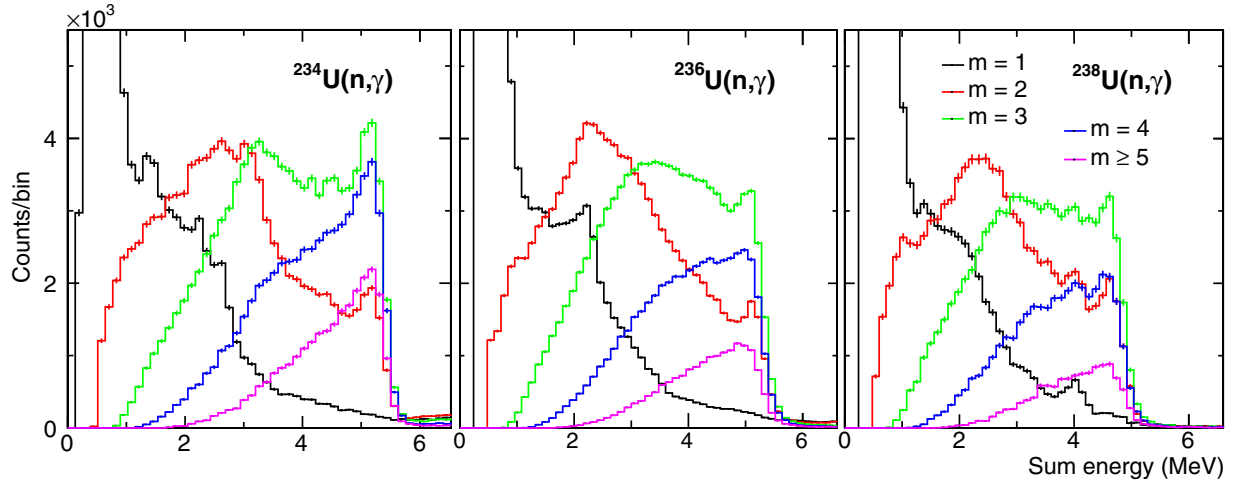 ×10³
²³⁴U(n,γ)
²³⁶U(n,γ)
²³⁸U(n,γ)
m = 1
m = 2
m = 3
m = 4
m ≥ 5
Counts/bin
4
2
0
0 2 4 6
0 2 4 6
0 2 4 6
Sum energy (MeV)